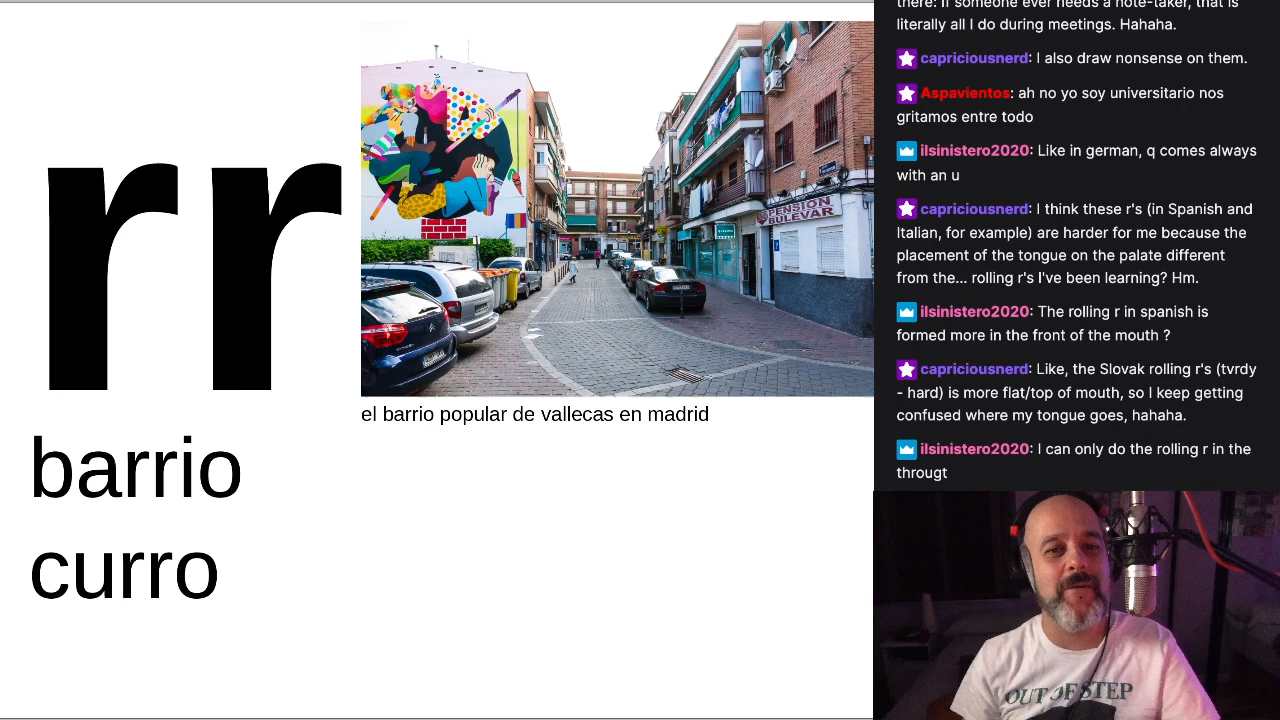 rr
barrio
curro
PENSION
BULEVAR
el barrio popular de vallecas en madrid
there: if someone ever needs a note-taker, that is
literally all I do during meetings. Hahaha.
capriciousnerd: I also draw nonsense on them.
Aspavientos: ah no yo soy universitario nos
gritamos entre todo
ilsinistero2020: Like in german, q comes always
with an u
capriciousnerd: I think these r's (in Spanish and
Italian, for example) are harder for me because the
placement of the tongue on the palate different
from the... rolling r's I've been learning? Hm.
ilsinistero2020: The rolling r in spanish is
formed more in the front of the mouth ?
capriciousnerd: Like, the Slovak rolling r's (tvrdy
- hard) is more flat/top of mouth, so I keep getting
confused where my tongue goes, hahaha.
ilsinistero2020: I can only do the rolling r in the
througt
OUT OF STEP